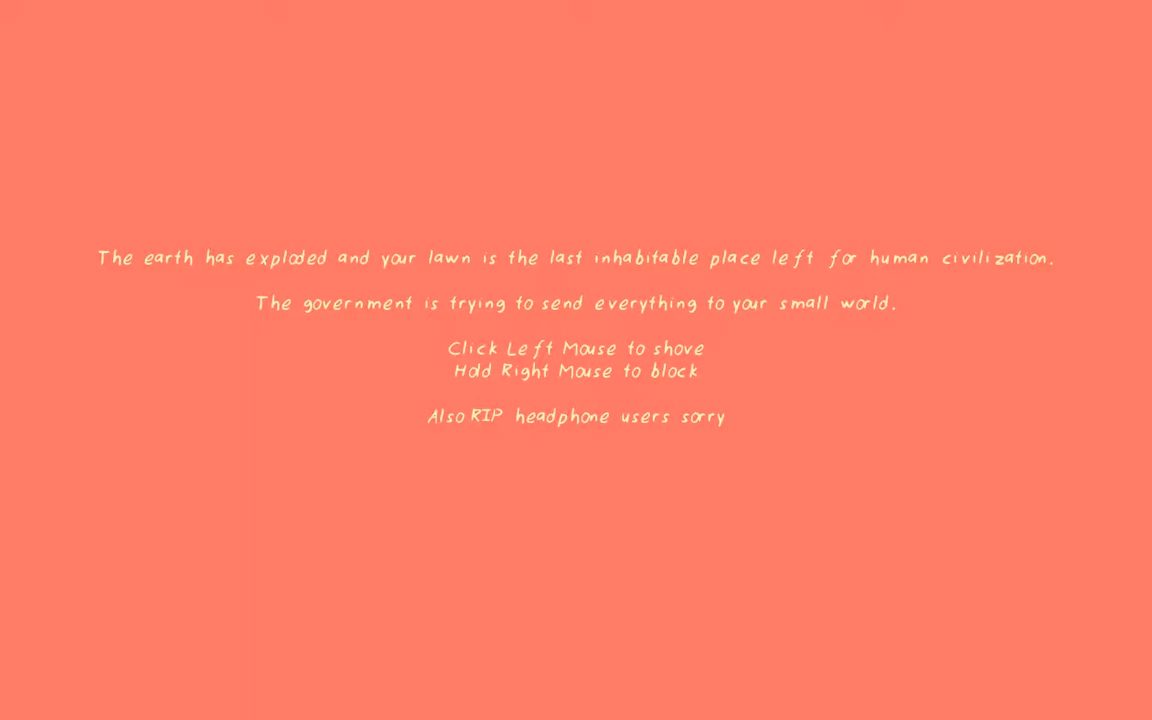 The earth has exploded and your lawn is the last inhabitable place left for human civilization.
The government is trying to send everything to your small world.
Click Left Mouse to shove
Hold Right Mouse to block
Also RIP headphone users sorry